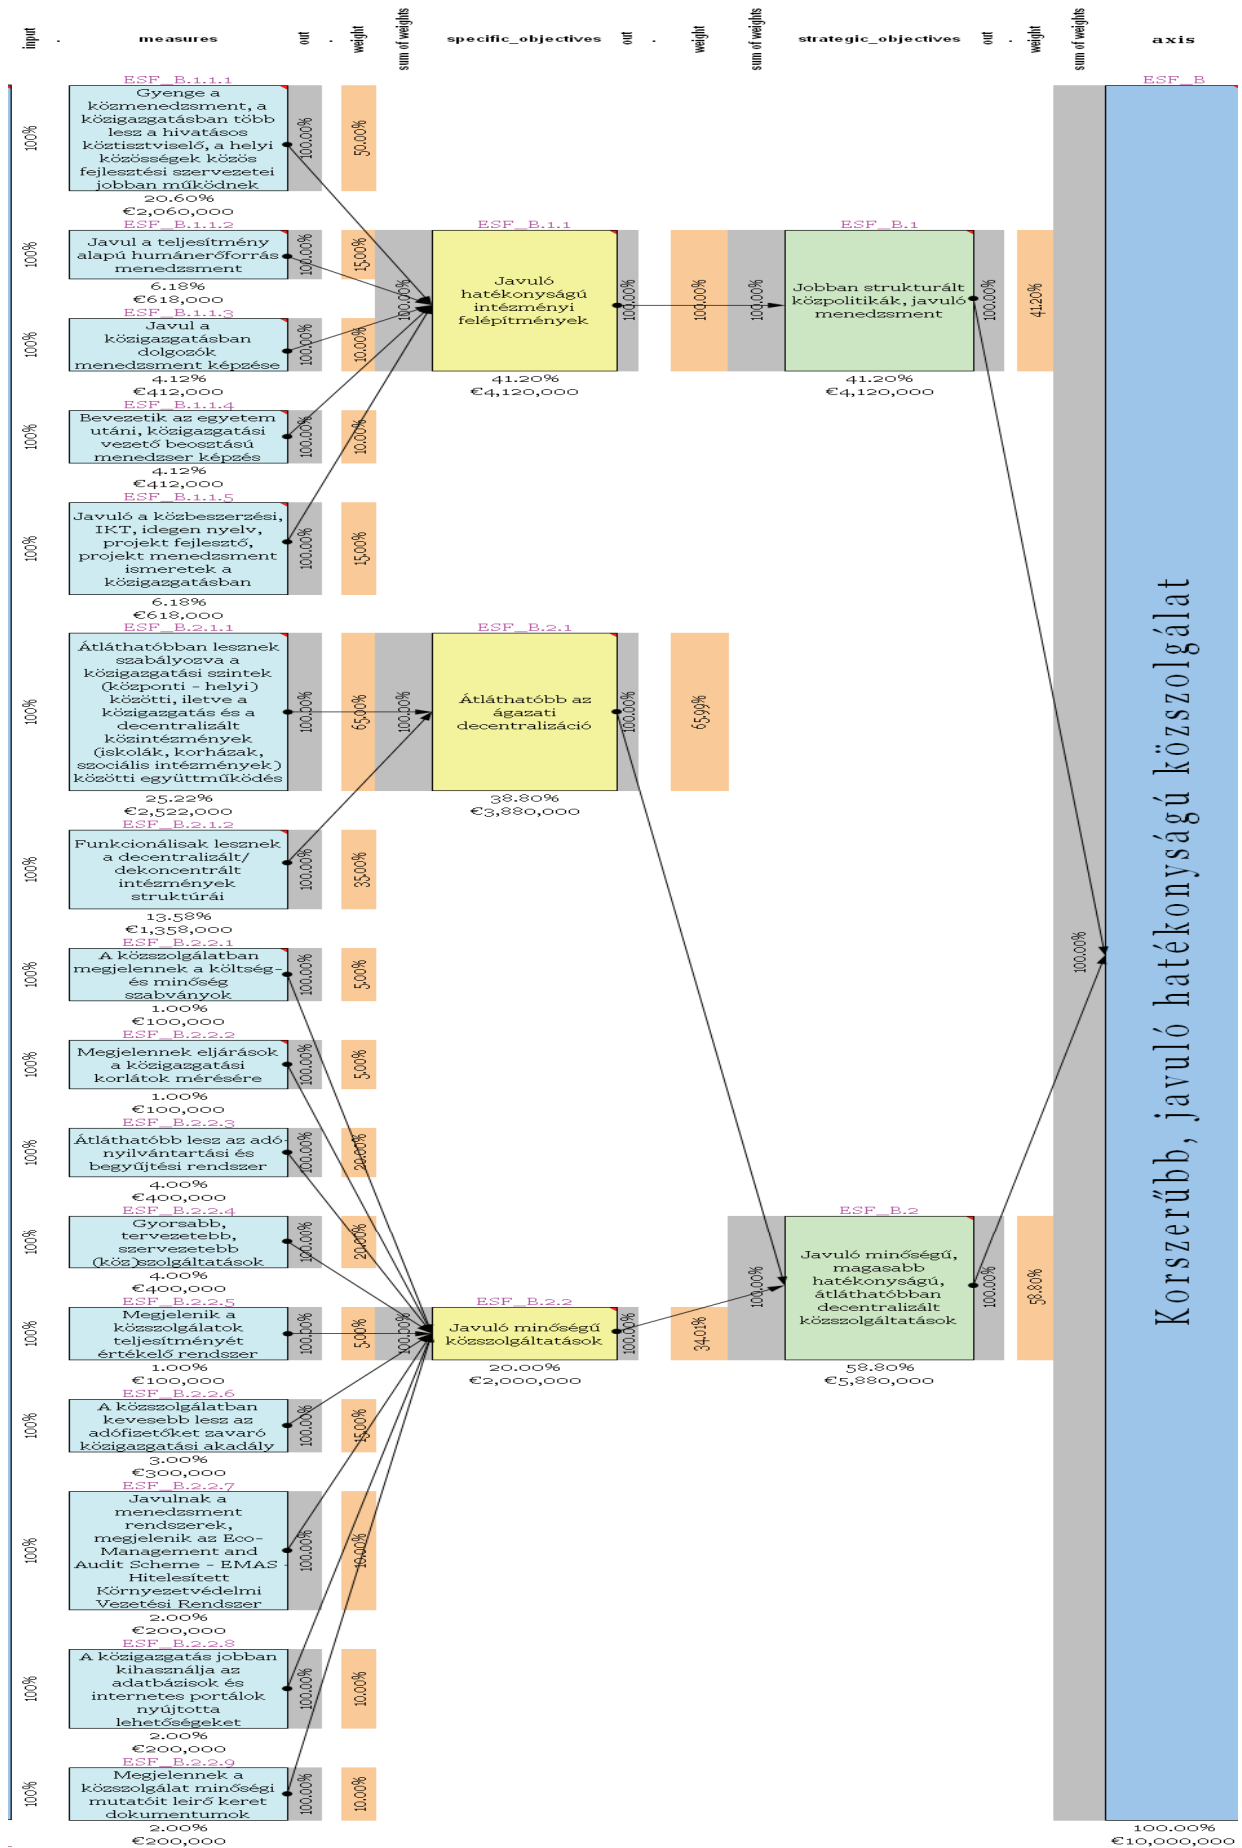 input
.
measures
out
.
weight
sum of weights
specific_objectives
out
.
weight
sum of weights
strategic_objectives
out
weight
sum of weights
axis
ESF_B.1.1.1
100%
Gyenge a
közmenedzsment, a
közigazgatásban több
lesz a hivatásos
köztisztviselő, a helyi
közösségek közös
fejlesztési szervezetei
jobban működnek
100.00%
50.00%
20.60%
€2,060,000
ESF_B.1.1.2
100%
Javul a teljesítmény
alapú humánerőforrás
menedzsment
100.00%
15.00%
6.18%
€618,000
ESF_B.1.1.3
100%
Javul a
közigazgatásban
dolgozók
menedzsment képzése
100.00%
10.00%
4.12%
€412,000
ESF_B.1.1.4
100%
Bevezetik az egyetem
utáni, közigazgatási
vezető beosztású
menedzser képzés
100.00%
10.00%
4.12%
€412,000
ESF_B.1.1.5
100%
Javuló a közbeszerzési,
IKT, idegen nyelv,
projekt fejlesztő,
projekt menedzsment
ismeretek a
közigazgatásban
100.00%
15.00%
6.18%
€618,000
ESF_B.2.1.1
100%
Átláthatóbban lesznek
szabályozva a
közigazgatási szintek
(központi - helyi)
közötti, iletve a
közigazgatás és a
decentralizált
közintézmények
(iskolák, korházak,
szociális intézmények)
közötti együttműködés
100.00%
65.00%
25.22%
€2,522,000
ESF_B.2.1.2
100%
Funkcionálisak lesznek
a decentralizált/
dekoncentrált
intézmények
struktúrái
100.00%
35.00%
13.58%
€1,358,000
ESF_B.2.2.1
100%
A közszolgálatban
megjelennek a költség-
és minőség
szabványok
100.00%
5.00%
1.00%
€100,000
ESF_B.2.2.2
100%
Megjelennek eljárások
a közigazgatási
korlátok mérésére
100.00%
5.00%
1.00%
€100,000
ESF_B.2.2.3
100%
Átláthatóbb lesz az adó-
nyilvántartási és
begyűjtési rendszer
100.00%
20.00%
4.00%
€400,000
ESF_B.2.2.4
100%
Gyorsabb,
tervezetebb,
szervezetebb
(köz)szolgáltatások
100.00%
20.00%
4.00%
€400,000
ESF_B.2.2.5
100%
Megjelenik a
közszolgálatok
teljesítményét
értékelő rendszer
100.00%
5.00%
1.00%
€100,000
ESF_B.2.2.6
100%
A közszolgálatban
kevesebb lesz az
adófizetőket zavaró
közigazgatási akadály
100.00%
15.00%
3.00%
€300,000
ESF_B.2.2.7
100%
Javulnak a
menedzsment
rendszerek,
megjelenik az Eco-
Management and
Audit Scheme - EMAS -
Hitelesített
Környezetvédelmi
Vezetési Rendszer
100.00%
10.00%
2.00%
€200,000
ESF_B.2.2.8
100%
A közigazgatás jobban
kihasználja az
adatbázisok és
internetes portálok
nyújtotta
lehetőségeket
100.00%
10.00%
2.00%
€200,000
ESF_B.2.2.9
100%
Megjelennek a
közszolgálat minőségi
mutatóit leíró keret
dokumentumok
100.00%
10.00%
2.00%
€200,000
ESF_B.1.1
100.00%
Javuló
hatékonyságú
intézményi
felépítmények
100.00%
100.00%
41.20%
€4,120,000
ESF_B.2.1
100.00%
Átláthatóbb az
ágazati
decentralizáció
100.00%
65.99%
38.80%
€3,880,000
ESF_B.2.2
100.00%
Javuló minőségű
közszolgáltatások
100.00%
34.01%
20.00%
€2,000,000
ESF_B.1
100.00%
Jobban strukturált
közpolitikák, javuló
menedzsment
100.00%
41.20%
41.20%
€4,120,000
ESF_B.2
100.00%
Javuló minőségű,
magasabb
hatékonyságú,
átláthatóbban
decentralizált
közszolgáltatások
100.00%
58.80%
58.80%
€5,880,000
ESF_B
100.00%
Korszerűbb, javuló hatékonyságú közszolgálat
100.00%
€10,000,000